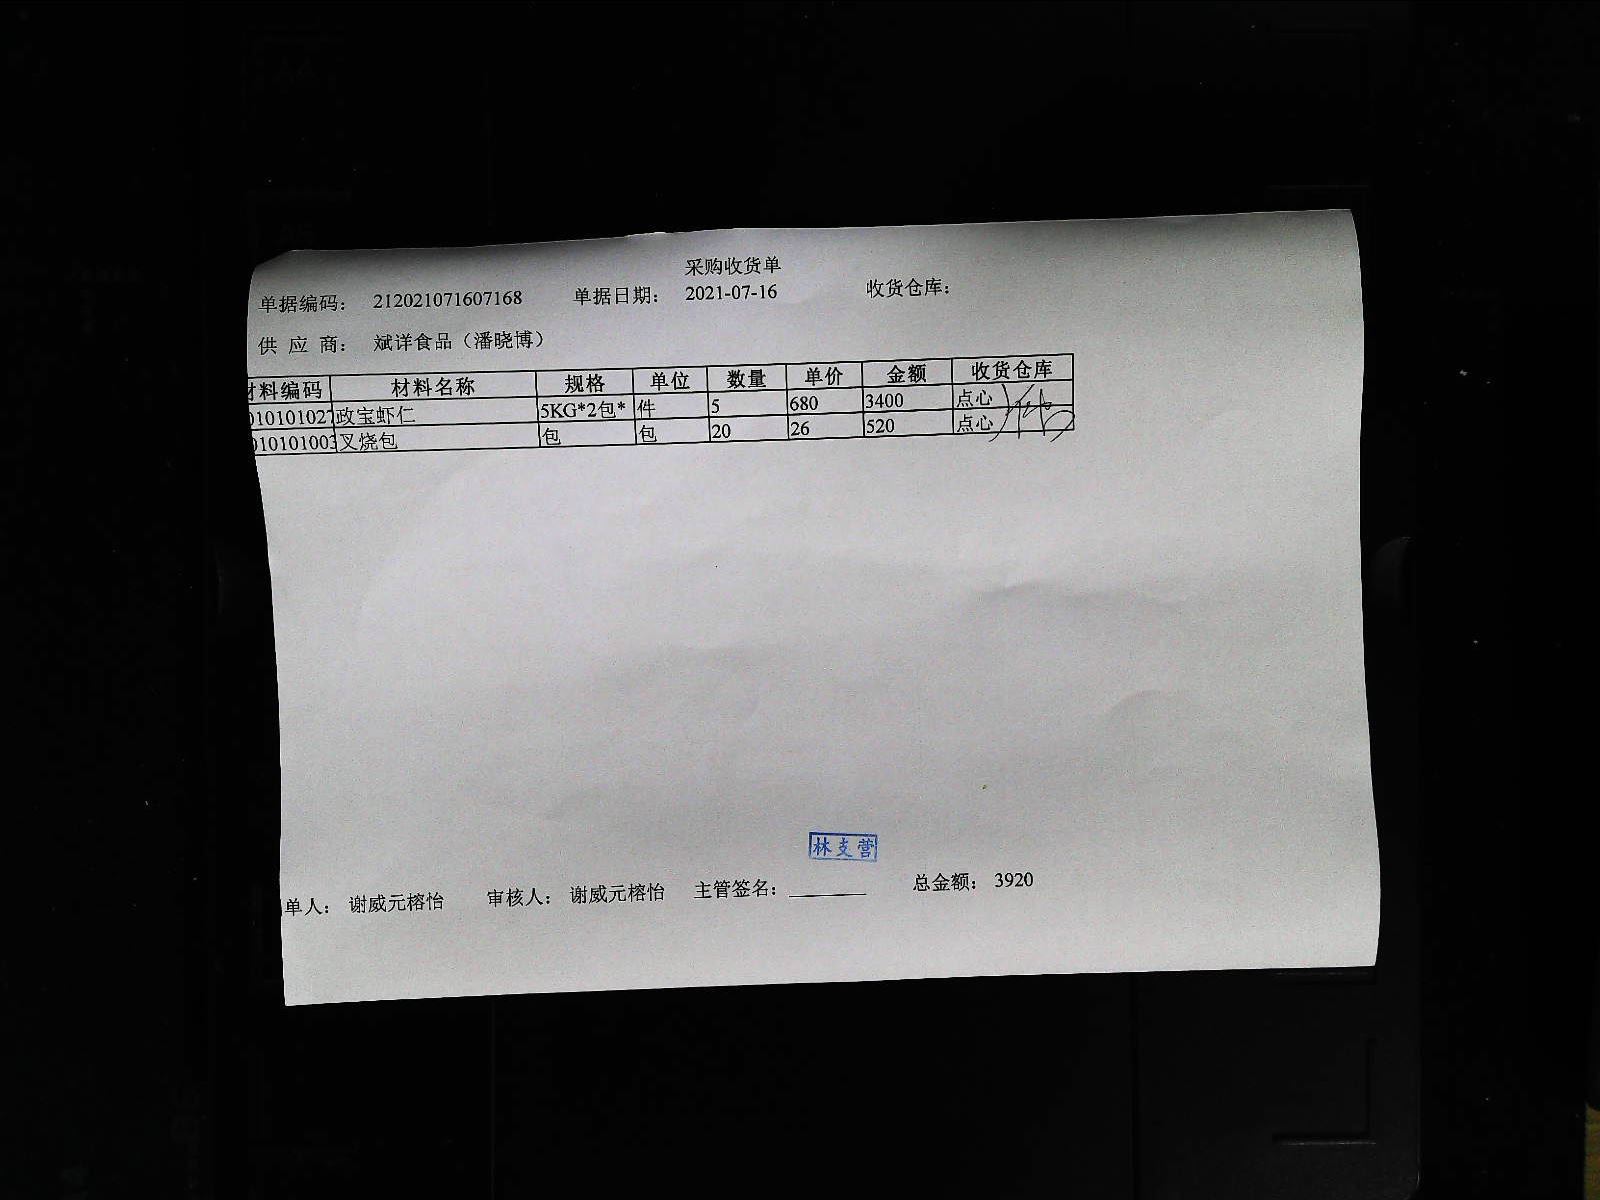 采购收货单
单据编码： 212021071607168 单据日期： 2021-07-16 收货仓库：
供 应 商： 斌洋食品（潘晓博）
材料编码 材料名称 规格 单位 数量 单价 金额 收货仓库
010101027 政宝虾仁 5KG*2包* 件 5 680 3400 点心
010101003 叉烧包 包 包 20 26 520 点心
林支营
单人： 谢威元榕怡 审核人： 谢威元榕怡 主管签名： 总金额： 3920